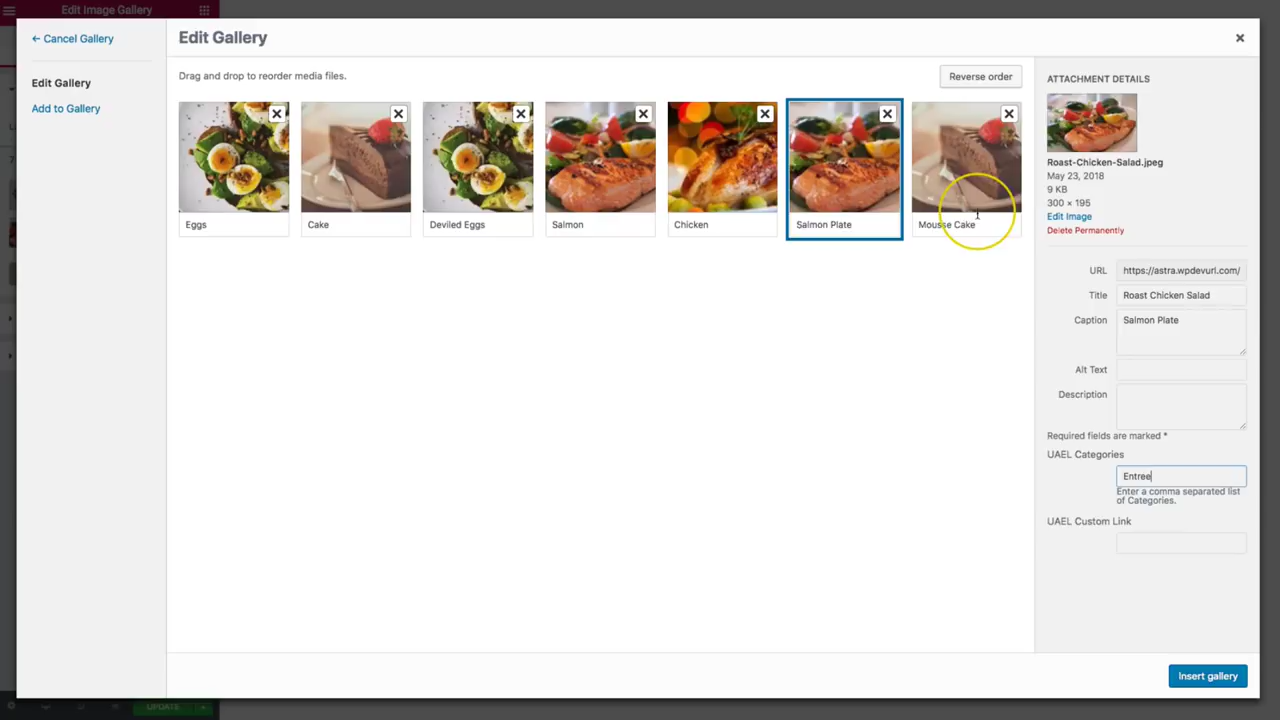 Edit Image Gallery
← Cancel Gallery
Edit Gallery
Add to Gallery
Edit Gallery
Drag and drop to reorder media files.
Reverse order
Eggs
Cake
Deviled Eggs
Salmon
Chicken
Salmon Plate
Mousse Cake
ATTACHMENT DETAILS
Roast-Chicken-Salad.jpeg
May 23, 2018
9 KB
300 × 195
Edit Image
Delete Permanently
URL https://astra.wpdevurl.com/
Title Roast Chicken Salad
Caption Salmon Plate
Alt Text
Description
Required fields are marked *
UAEL Categories
Entree
Enter a comma separated list
of Categories.
UAEL Custom Link
Insert gallery
UPDATE